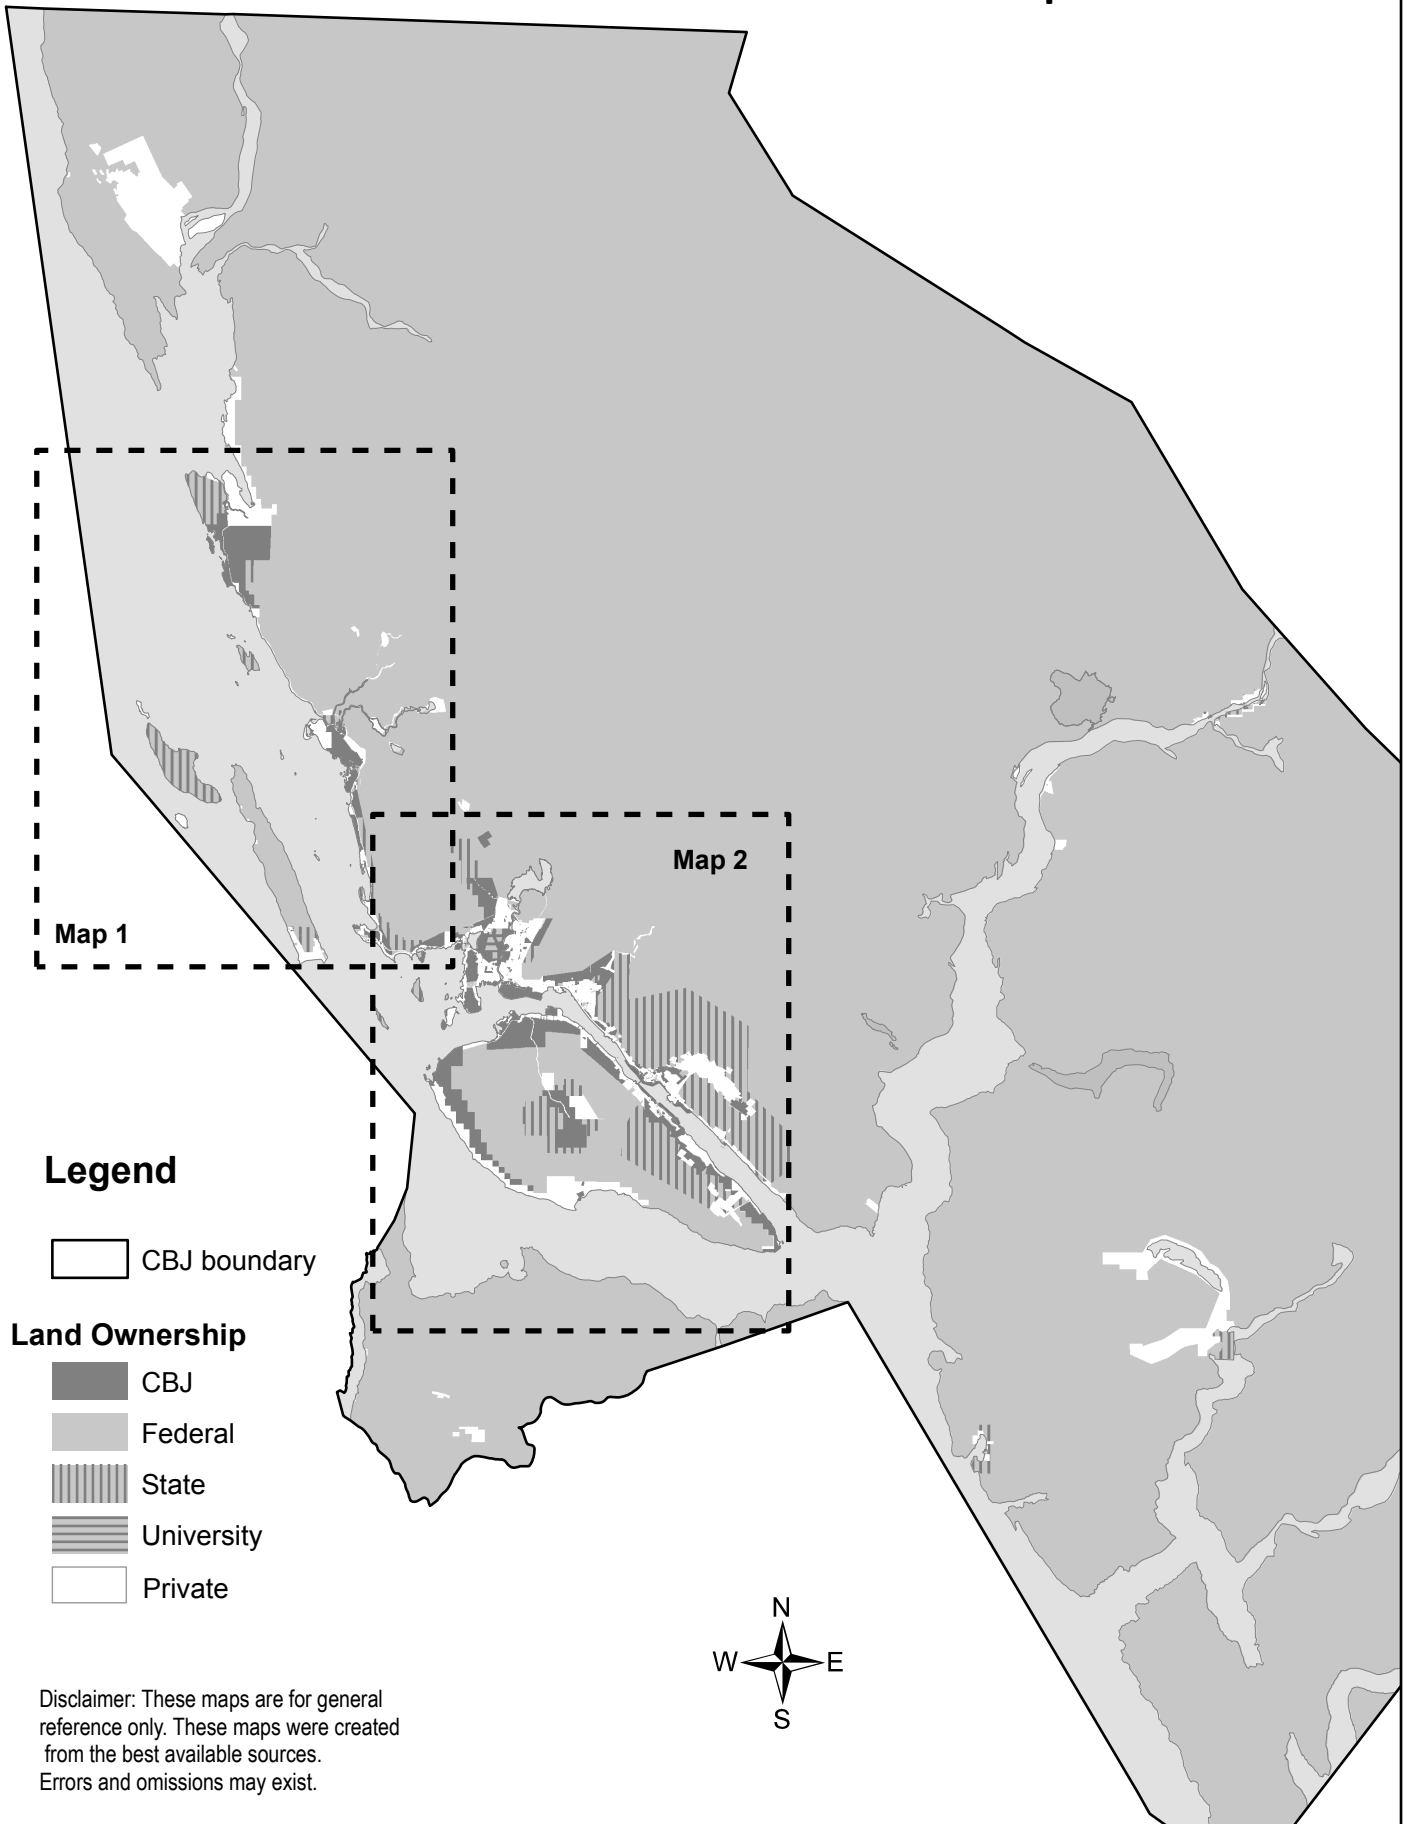 Map 2
Map 1
Legend
CBJ boundary
Land Ownership
CBJ
Federal
State
University
Private
N
W
E
S
Disclaimer: These maps are for general
reference only. These maps were created
from the best available sources.
Errors and omissions may exist.